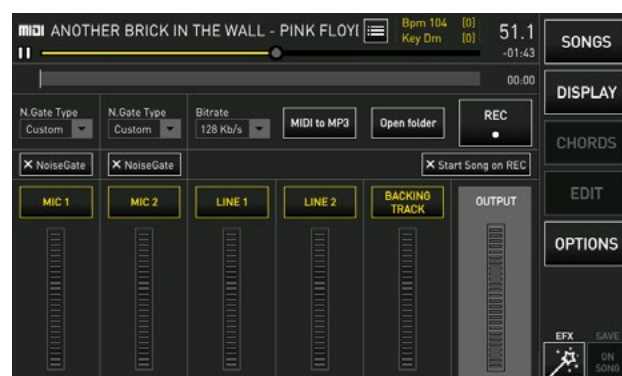 miDI ANOTHER BRICK IN THE WALL - PINK FLOY
Bpm 104 [0]
Key Dm [0]
51.1
-01:43
00:00
N.Gate Type
Custom
N.Gate Type
Custom
Bitrate
128 Kb/s
MIDI to MP3
Open folder
REC
NoiseGate
NoiseGate
Start Song on REC
MIC 1
MIC 2
LINE 1
LINE 2
BACKING
TRACK
OUTPUT
SONGS
DISPLAY
CHORDS
EDIT
OPTIONS
EFX
SAVE
ON
SONG